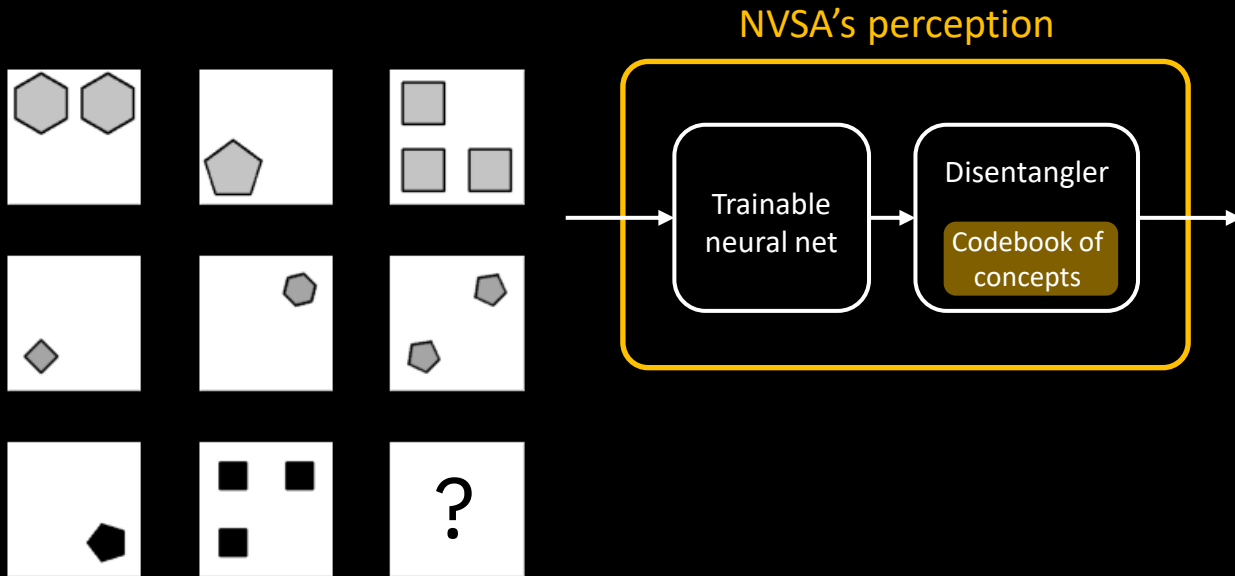 NVSA's perception
Trainable
neural net
Disentangler
Codebook of
concepts
?